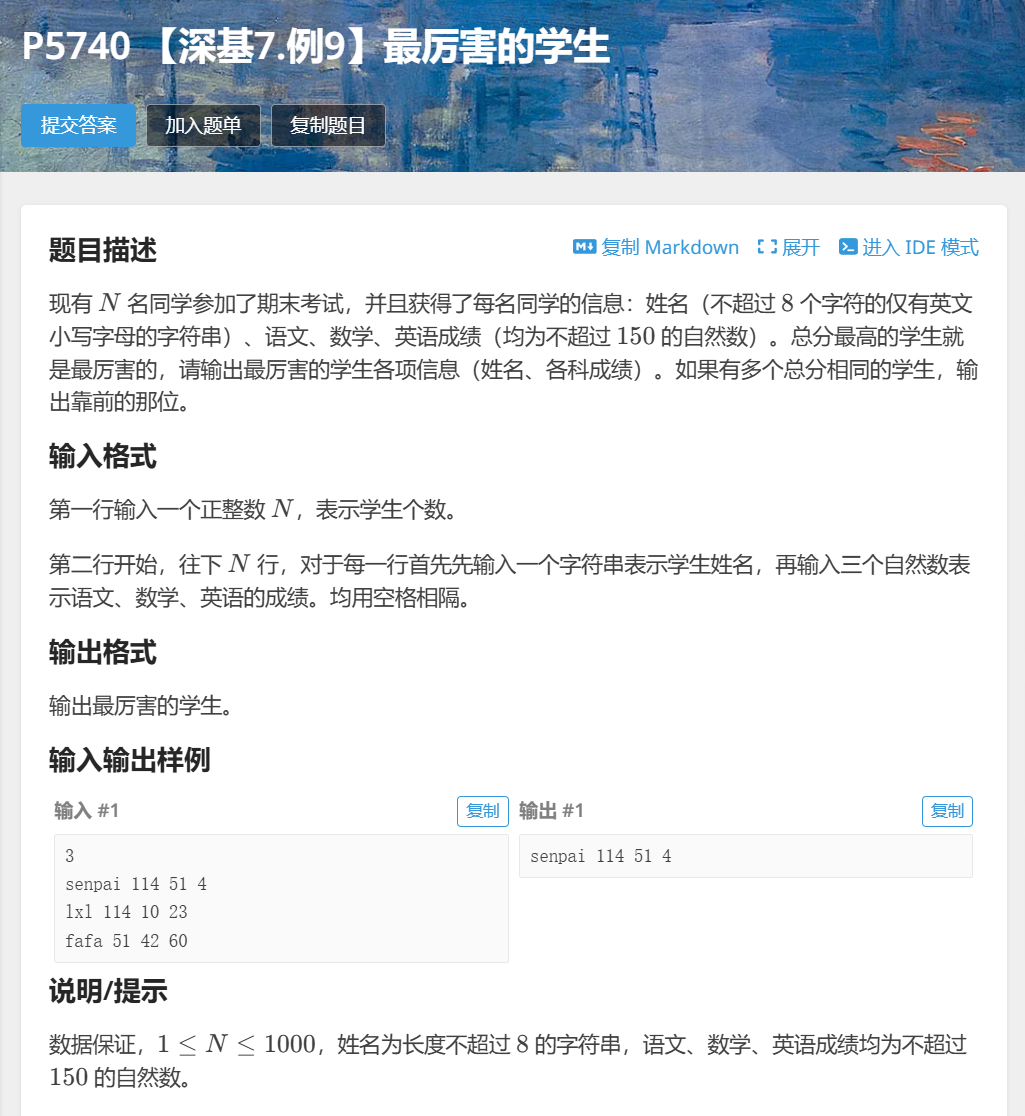 P5740 【深基7.例9】最厉害的学生
提交答案 加入题单 复制题目
题目描述
复制 Markdown 展开 进入 IDE 模式
现有 N 名同学参加了期末考试，并且获得了每名同学的信息：姓名（不超过 8 个字符的仅有英文
小写字母的字符串）、语文、数学、英语成绩（均为不超过 150 的自然数）。总分最高的学生就
是最厉害的，请输出最厉害的学生各项信息（姓名、各科成绩）。如果有多个总分相同的学生，输
出靠前的那位。
输入格式
第一行输入一个正整数 N，表示学生个数。
第二行开始，往下 N 行，对于每一行首先先输入一个字符串表示学生姓名，再输入三个自然数表
示语文、数学、英语的成绩。均用空格相隔。
输出格式
输出最厉害的学生。
输入输出样例
输入 #1 复制
3
senpai 114 51 4
lxl 114 10 23
fafa 51 42 60
输出 #1 复制
senpai 114 51 4
说明/提示
数据保证，1 ≤ N ≤ 1000，姓名为长度不超过 8 的字符串，语文、数学、英语成绩均为不超过
150 的自然数。